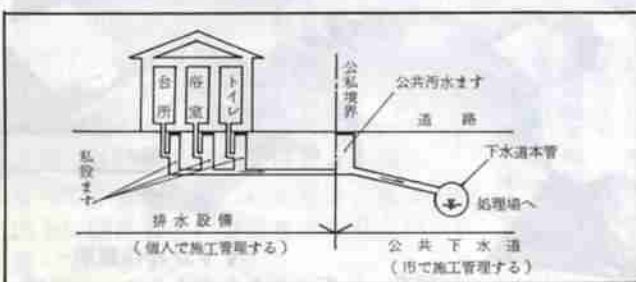 台所
浴室
トイレ
公私境界
公共汚水ます
道路
下水道本管
私設ます
処理場へ
排水設備
(個人で施工管理する)
公共下水道
(市で施工管理する)